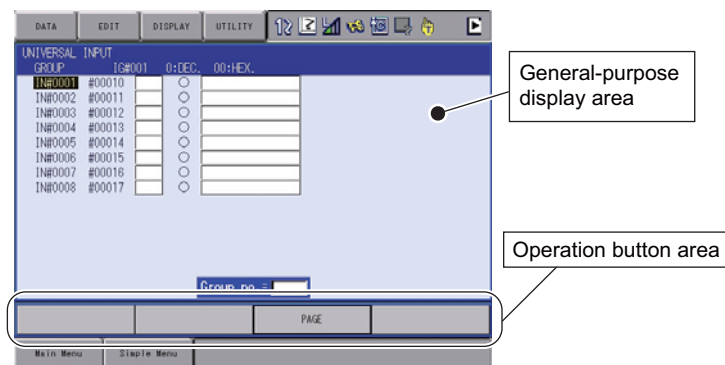 DATA EDIT DISPLAY UTILITY
UNIVERSAL INPUT
GROUP IG#001 0:DEC. 00:HEX.
IN#0001 #00010
IN#0002 #00011
IN#0003 #00012
IN#0004 #00013
IN#0005 #00014
IN#0006 #00015
IN#0007 #00016
IN#0008 #00017
General-purpose
display area
Operation button area
Group no. =
PAGE
Main Menu Simple Menu